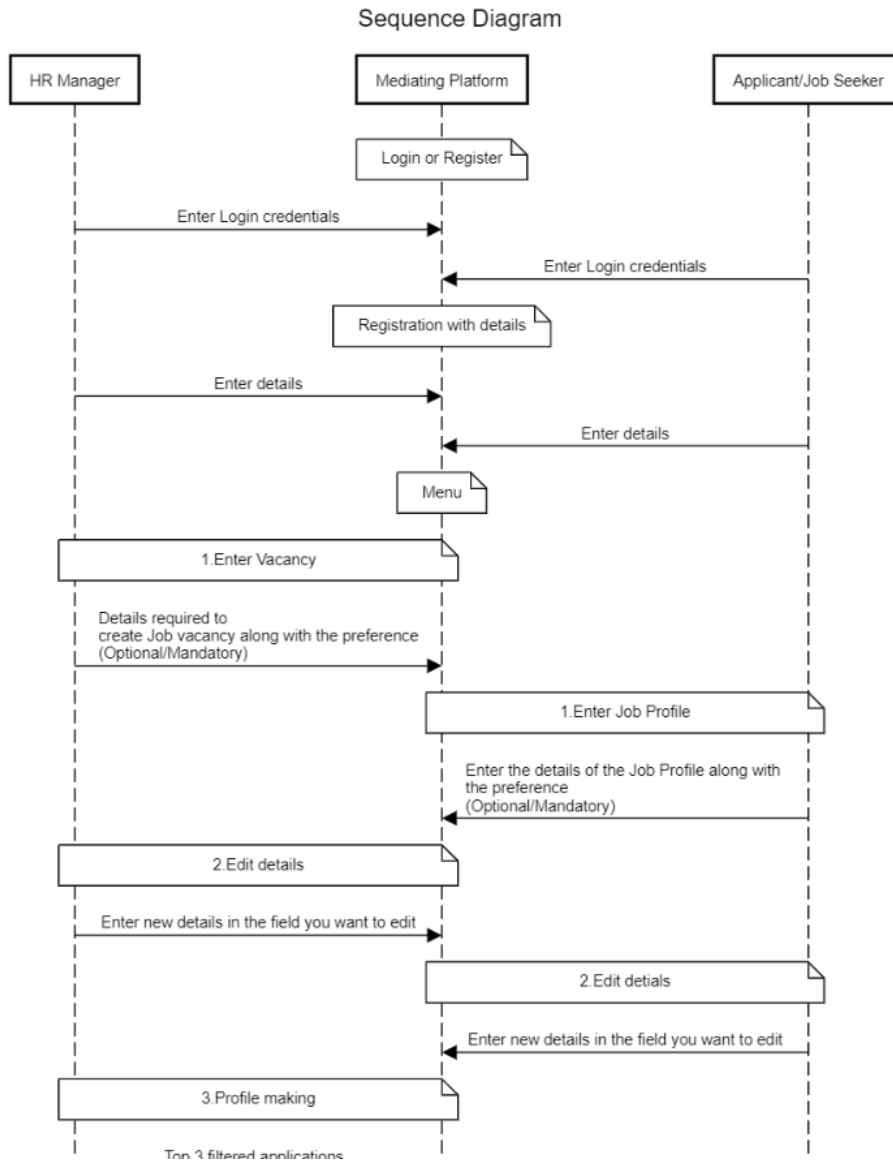 Sequence Diagram
HR Manager
Mediating Platform
Applicant/Job Seeker
Login or Register
Enter Login credentials
Enter Login credentials
Registration with details
Enter details
Enter details
Menu
1.Enter Vacancy
Details required to
create Job vacancy along with the preference
(Optional/Mandatory)
1.Enter Job Profile
Enter the details of the Job Profile along with
the preference
(Optional/Mandatory)
2.Edit details
Enter new details in the field you want to edit
2.Edit detials
Enter new details in the field you want to edit
3.Profile making
Top 3 filtered applications